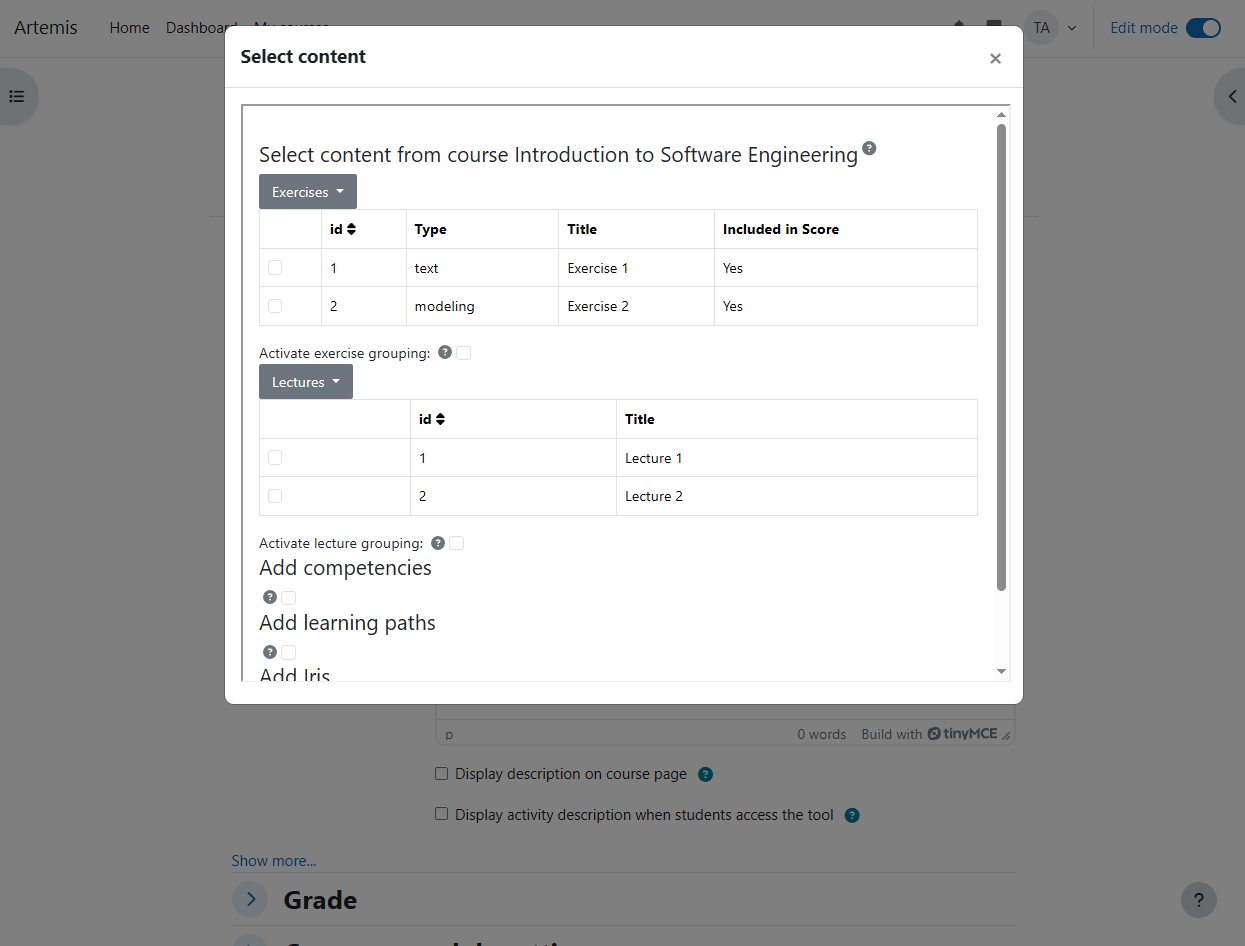 Artemis Home Dashboard My courses TA Edit mode
Select content ×
Select content from course Introduction to Software Engineering ?
Exercises
id Type Title Included in Score
1 text Exercise 1 Yes
2 modeling Exercise 2 Yes
Activate exercise grouping: ?
Lectures
id Title
1 Lecture 1
2 Lecture 2
Activate lecture grouping: ?
Add competencies
?
Add learning paths
?
Add Iris
p 0 words Build with tinyMCE
Display description on course page ?
Display activity description when students access the tool ?
Show more...
Grade
?